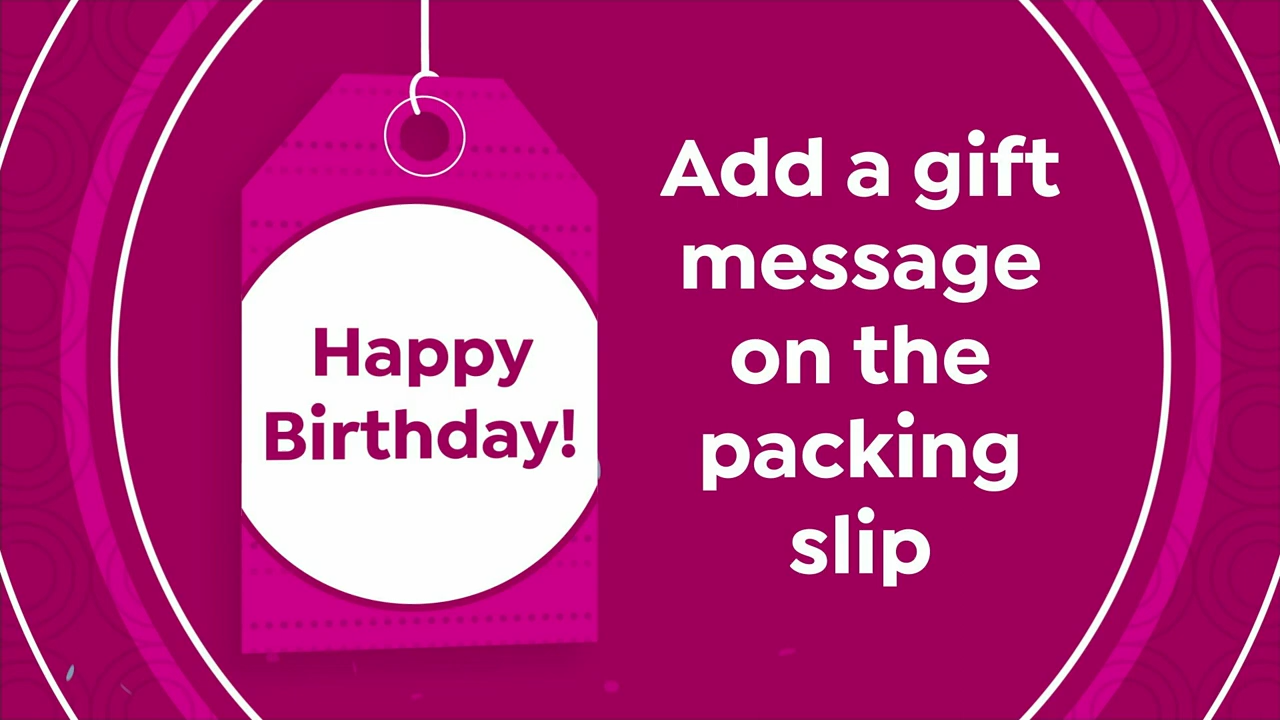 Happy
Birthday!
Add a gift
message
on the
packing
slip